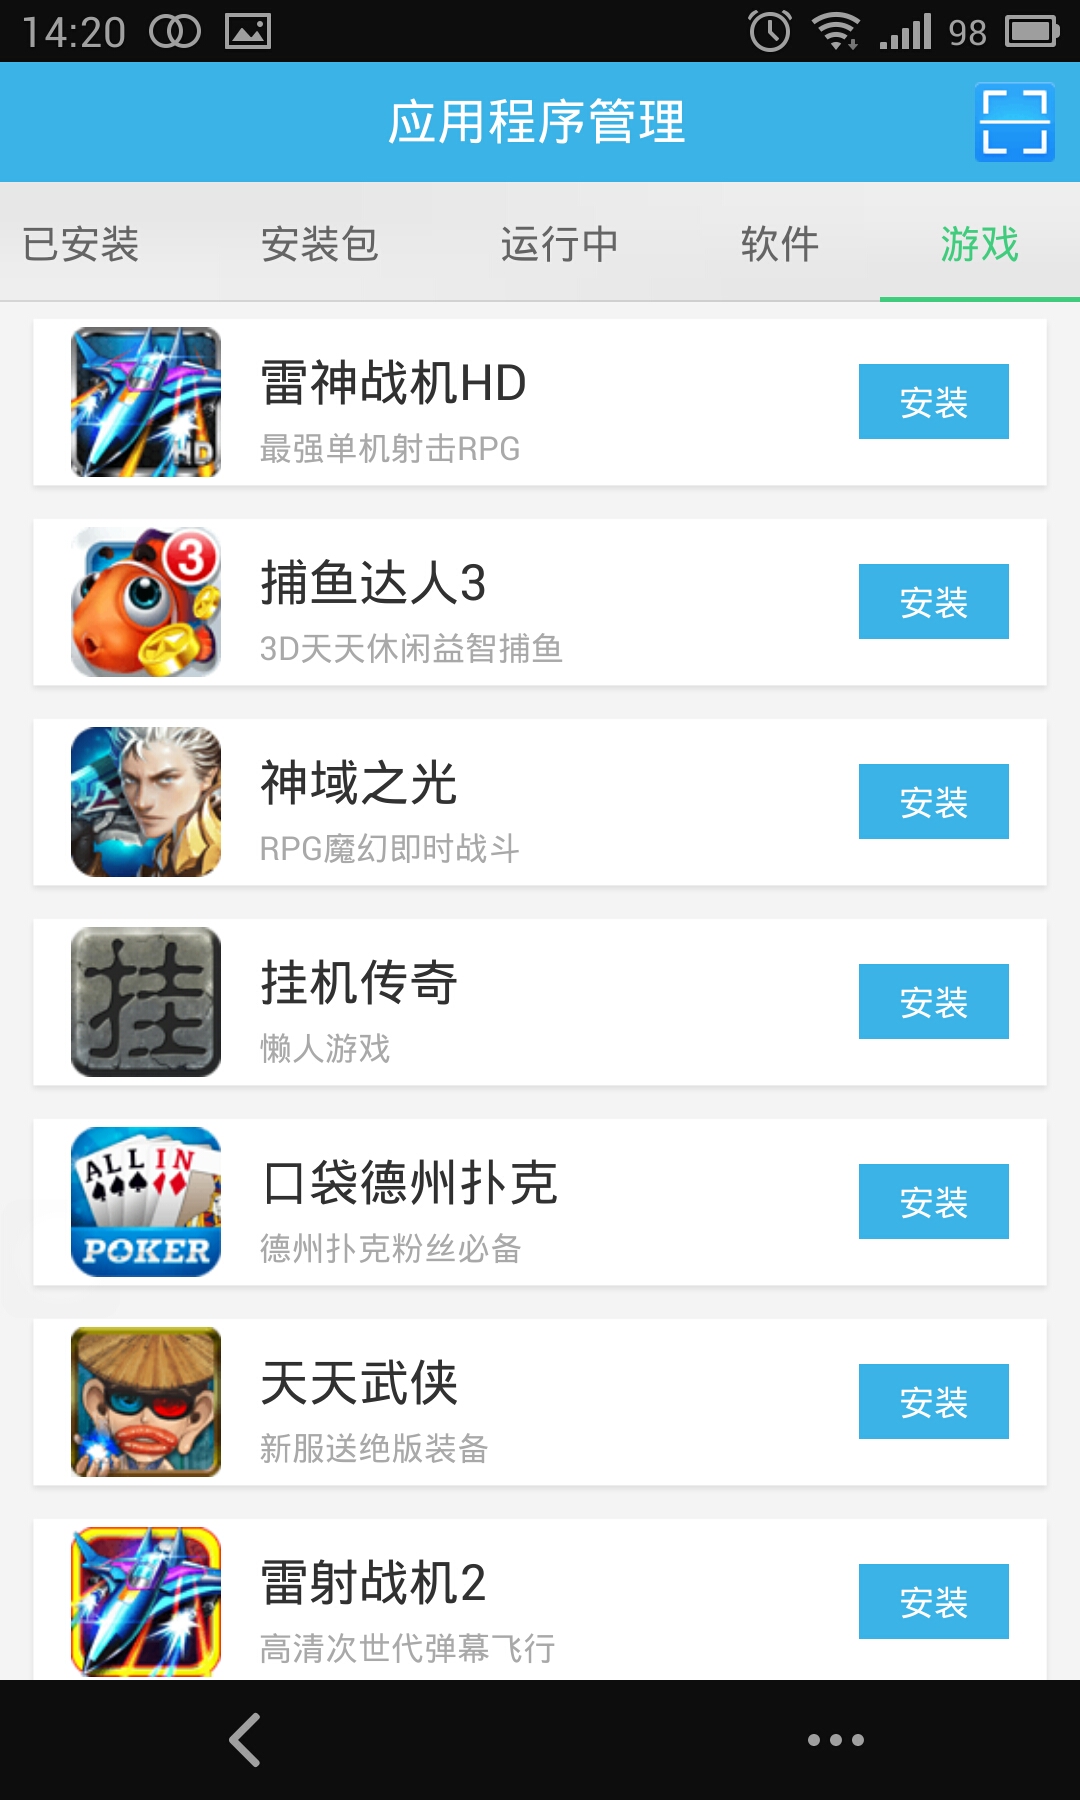 14:20 98
应用程序管理
已安装 安装包 运行中 软件 游戏
HD
雷神战机HD
最强单机射击RPG
安装
3
捕鱼达人3
3D天天休闲益智捕鱼
安装
神域之光
RPG魔幻即时战斗
安装
挂
挂机传奇
懒人游戏
安装
ALL IN
POKER
口袋德州扑克
德州扑克粉丝必备
安装
天天武侠
新服送绝版装备
安装
雷射战机2
高清次世代弹幕飞行
安装